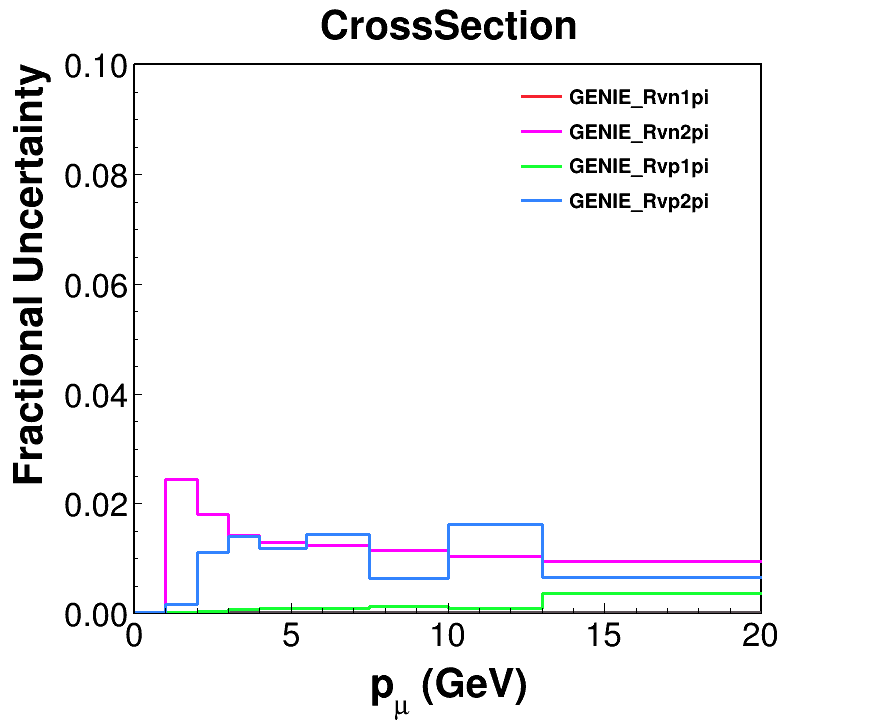 CrossSection
Fractional Uncertainty
0.10
0.08
0.06
0.04
0.02
0.00
GENIE_Rvn1pi
GENIE_Rvn2pi
GENIE_Rvp1pi
GENIE_Rvp2pi
0 5 10 15 20
pμ (GeV)